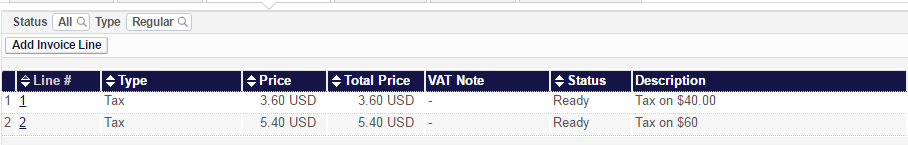 Status All Type Regular
Add Invoice Line
Line # Type Price Total Price VAT Note Status Description
1 1 Tax 3.60 USD 3.60 USD - Ready Tax on $40.00
2 2 Tax 5.40 USD 5.40 USD - Ready Tax on $60